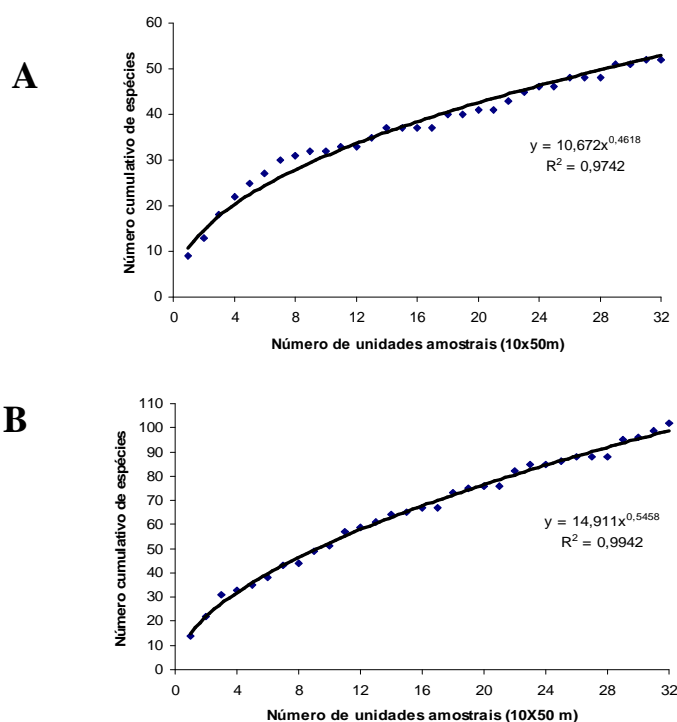 A
Número cumulativo de espécies
60
50
40
30
20
10
0
y = 10,672x^0,4618
R² = 0,9742
0 4 8 12 16 20 24 28 32
Número de unidades amostrais (10x50m)
B
Número cumulativo de espécies
110
100
90
80
70
60
50
40
30
20
10
0
y = 14,911x^0,5458
R² = 0,9942
0 4 8 12 16 20 24 28 32
Número de unidades amostrais (10X50 m)